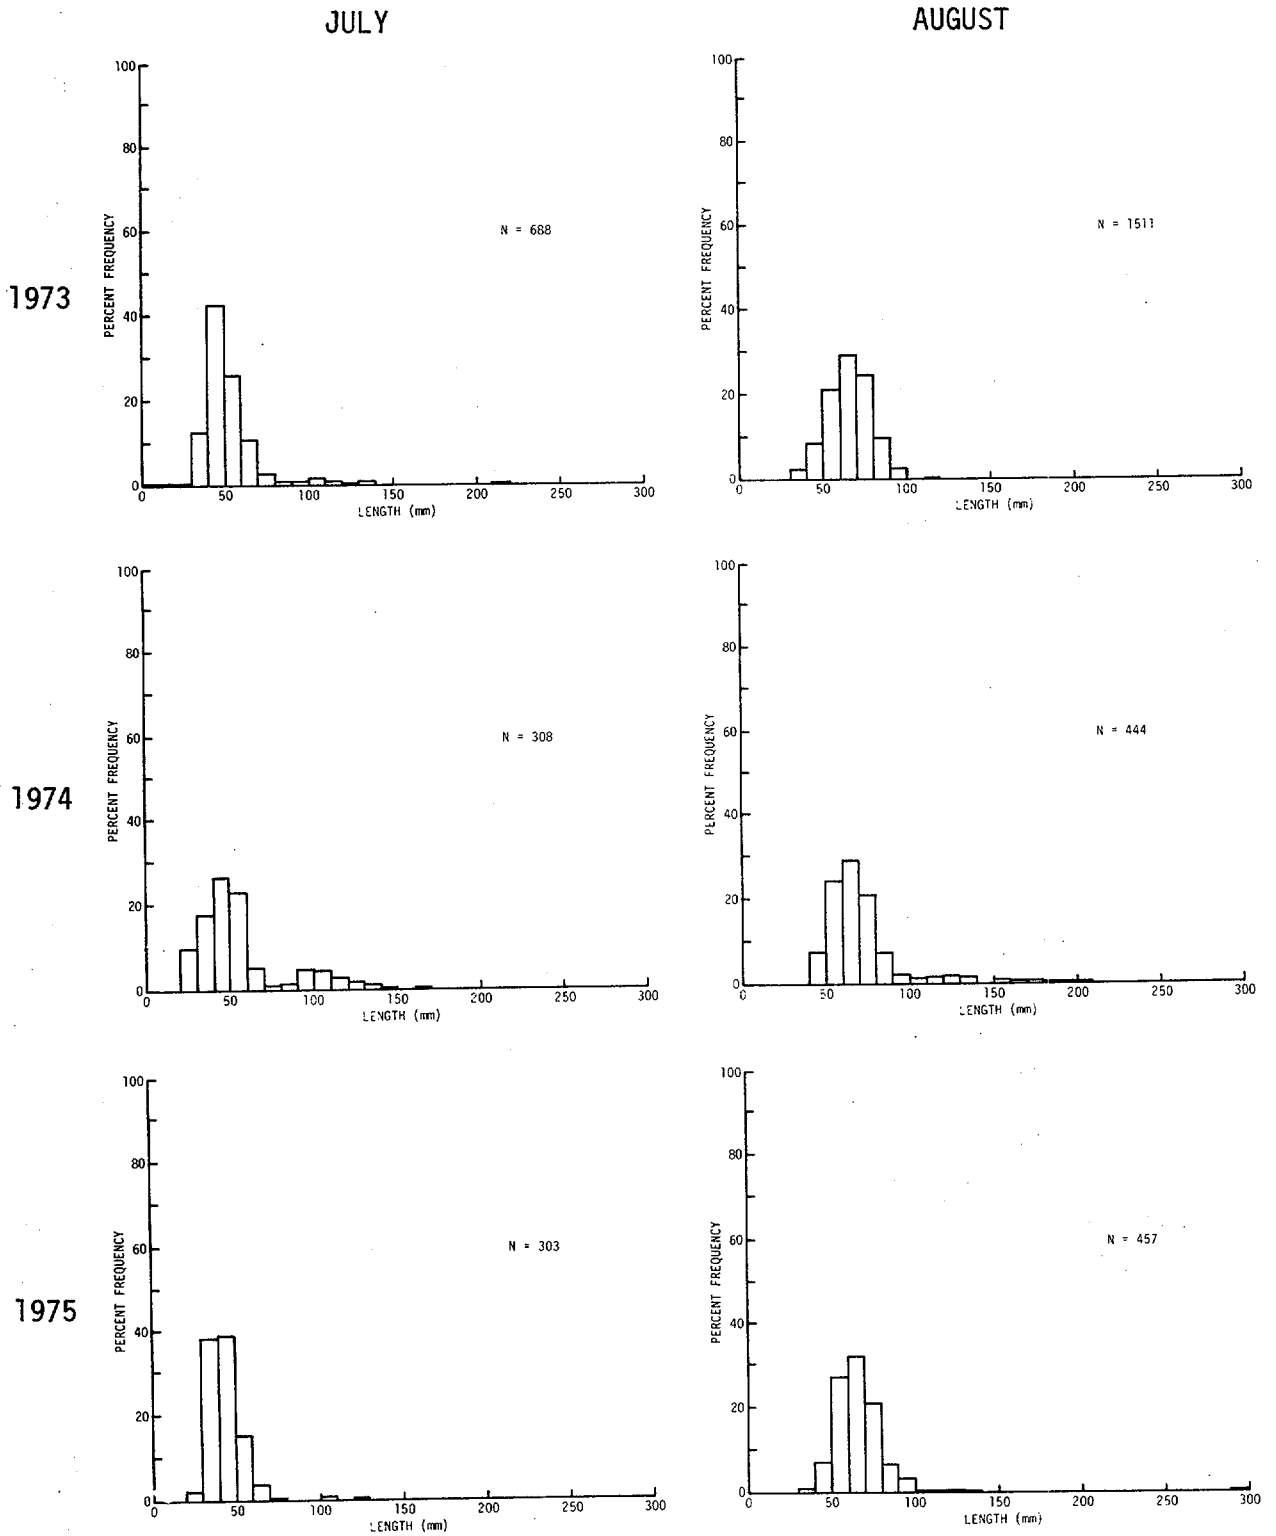 JULY
AUGUST
1973
PERCENT FREQUENCY
100
80
60
40
20
0
N = 688
0 50 100 150 200 250 300
LENGTH (mm)
PERCENT FREQUENCY
100
80
60
40
20
0
N = 1511
0 50 100 150 200 250 300
LENGTH (mm)
1974
PERCENT FREQUENCY
100
80
60
40
20
0
N = 308
0 50 100 150 200 250 300
LENGTH (mm)
PERCENT FREQUENCY
100
80
60
40
20
0
N = 444
0 50 100 150 200 250 300
LENGTH (mm)
1975
PERCENT FREQUENCY
100
80
60
40
20
0
N = 303
0 50 100 150 200 250 300
LENGTH (mm)
PERCENT FREQUENCY
100
80
60
40
20
0
N = 457
0 50 100 150 200 250 300
LENGTH (mm)